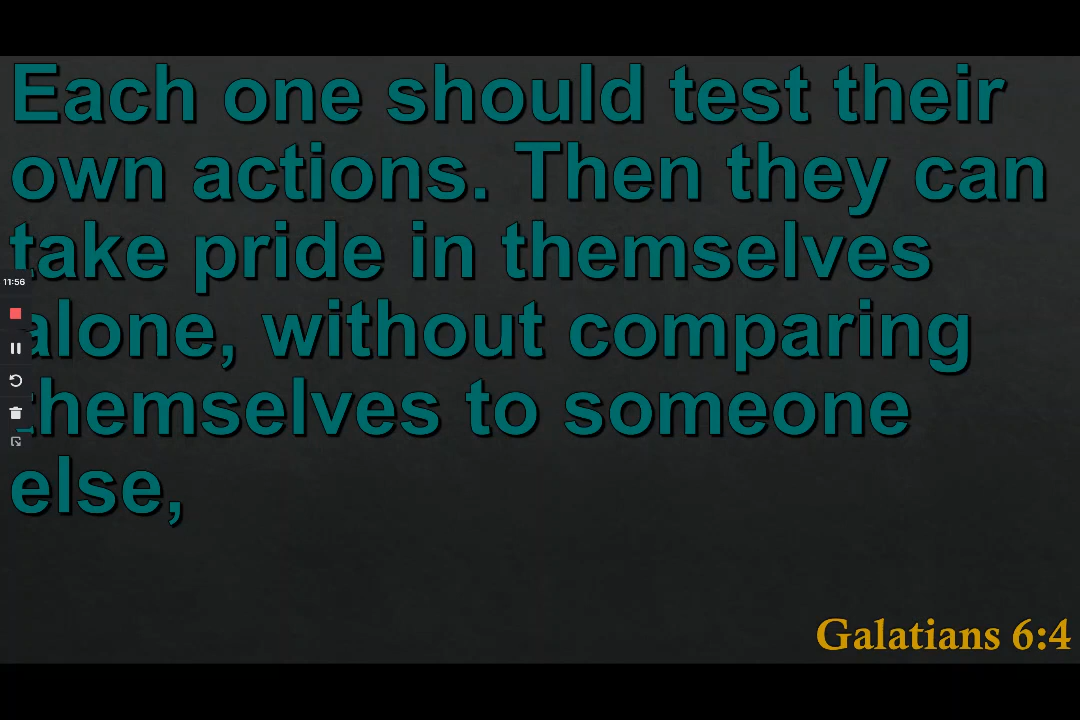 Each one should test their
own actions. Then they can
take pride in themselves
11:56
alone, without comparing
themselves to someone
else,
Galatians 6:4